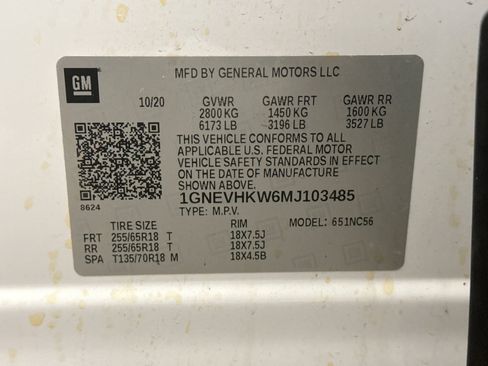 GM
MFD BY GENERAL MOTORS LLC
10/20 GVWR GAWR FRT GAWR RR
2800 KG 1450 KG 1600 KG
6173 LB 3196 LB 3527 LB
THIS VEHICLE CONFORMS TO ALL
APPLICABLE U.S. FEDERAL MOTOR
VEHICLE SAFETY STANDARDS IN EFFECT
ON THE DATE OF MANUFACTURE
SHOWN ABOVE.
1GNEVHKW6MJ103485
8624 TYPE: M.P.V.
TIRE SIZE RIM MODEL: 651NC56
FRT 255/65R18 T 18X7.5J
RR 255/65R18 T 18X7.5J
SPA T135/70R18 M 18X4.5B